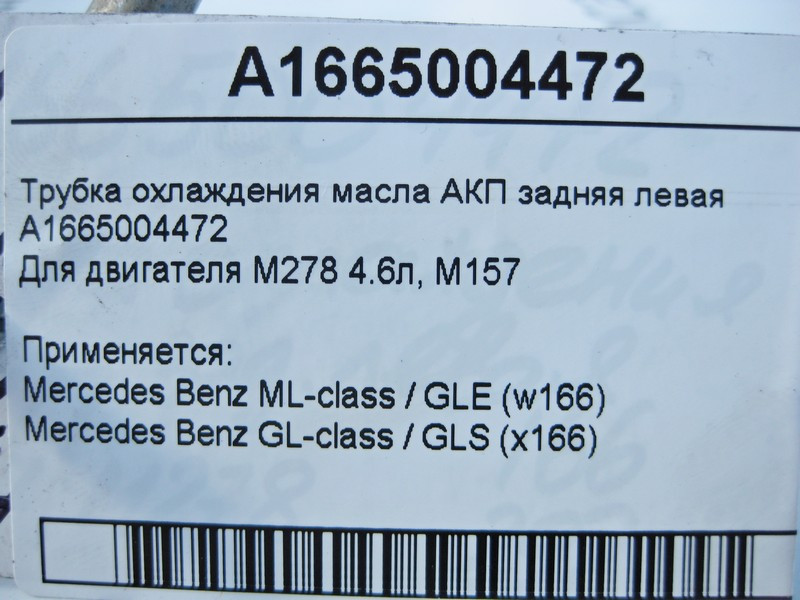 A1665004472
Трубка охлаждения масла АКП задняя левая
A1665004472
Для двигателя M278 4.6л, M157
Применяется:
Mercedes Benz ML-class / GLE (w166)
Mercedes Benz GL-class / GLS (x166)